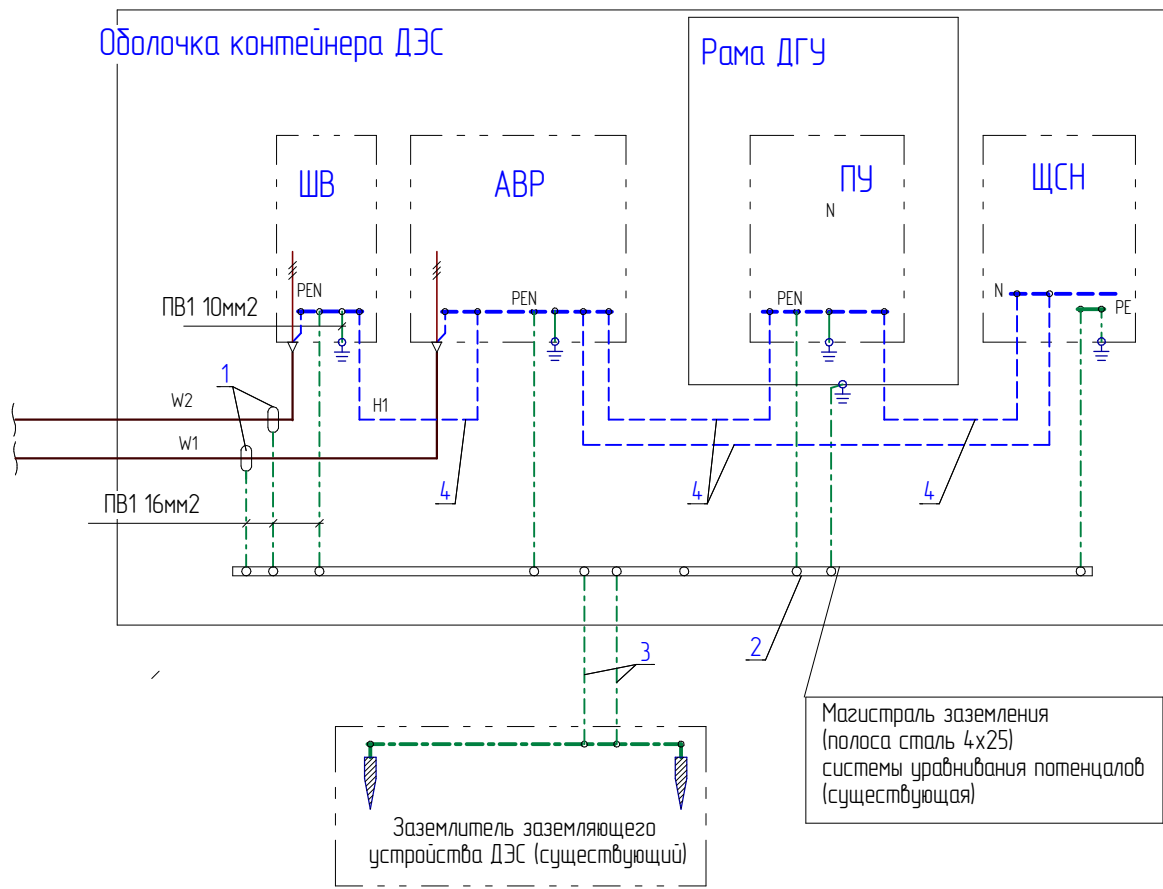 Оболочка контейнера ДЭС
Рама ДГУ
ШВ
АВР
ПУ
ЩСН
N
PEN
PEN
PEN
N
PE
ПВ1 10мм2
1
W2
H1
W1
4
4
4
ПВ1 16мм2
3
2
Магистраль заземления
(полоса сталь 4х25)
системы уравнивания потенцалов
(существующая)
Заземлитель заземляющего
устройства ДЭС (существующий)